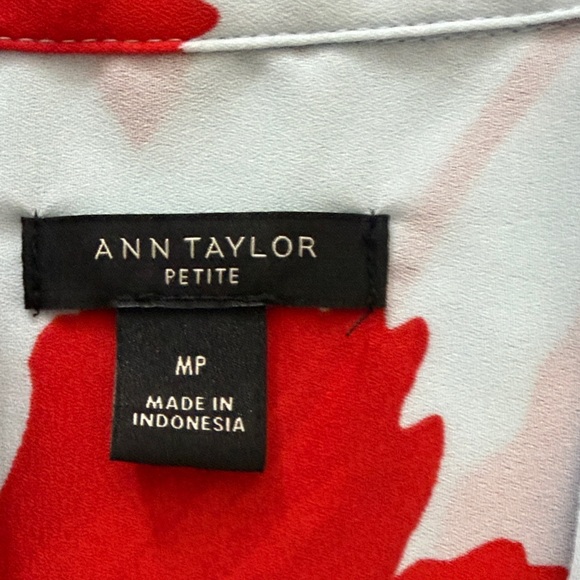 ANN TAYLOR
PETITE
MP
MADE IN
INDONESIA